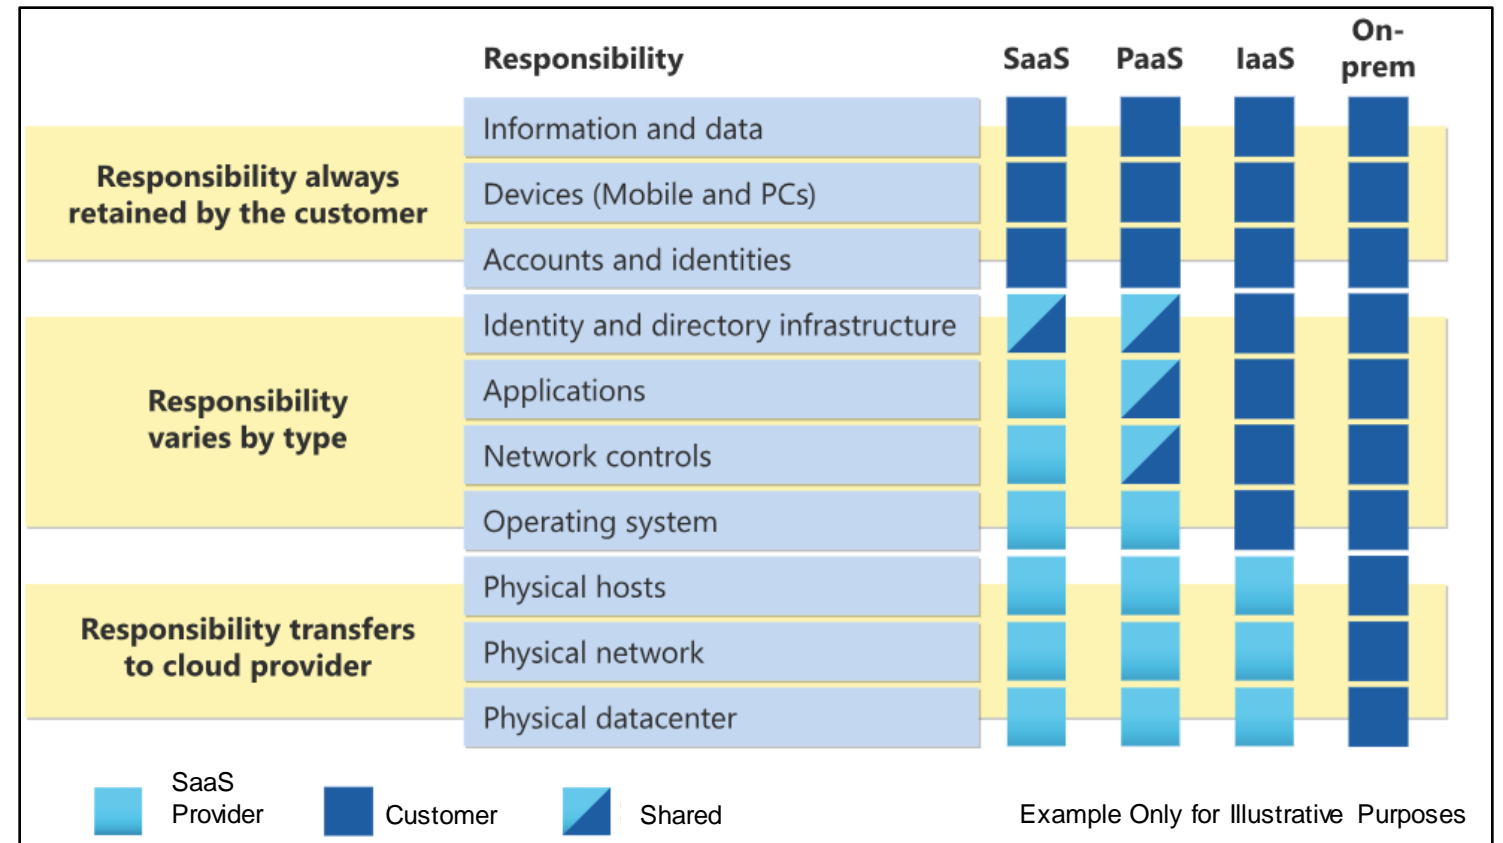 Responsibility SaaS PaaS IaaS On-
prem
Responsibility always
retained by the customer
Information and data
Devices (Mobile and PCs)
Accounts and identities
Responsibility
varies by type
Identity and directory infrastructure
Applications
Network controls
Operating system
Responsibility transfers
to cloud provider
Physical hosts
Physical network
Physical datacenter
SaaS
Provider
Customer
Shared
Example Only for Illustrative Purposes